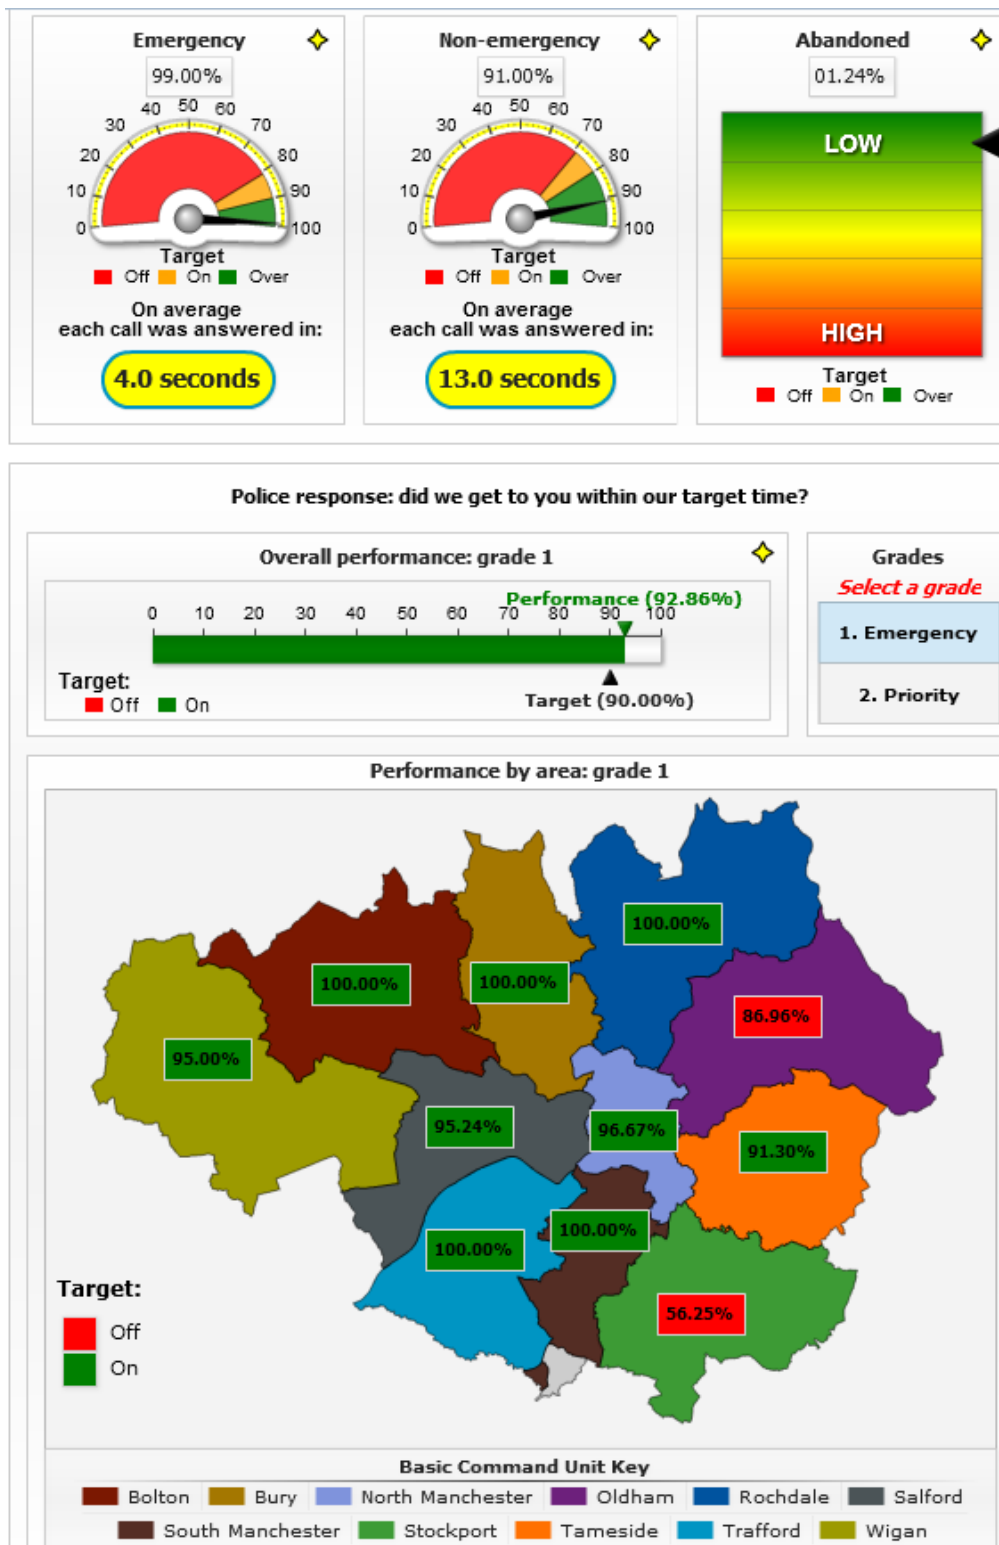 Emergency
99.00%
0 10 20 30 40 50 60 70 80 90 100
Target
Off On Over
On average
each call was answered in:
4.0 seconds
Non-emergency
91.00%
0 10 20 30 40 50 60 70 80 90 100
Target
Off On Over
On average
each call was answered in:
13.0 seconds
Abandoned
01.24%
LOW
HIGH
Target
Off On Over
Police response: did we get to you within our target time?
Overall performance: grade 1
Performance (92.86%)
0 10 20 30 40 50 60 70 80 90 100
Target:
Off On
Target (90.00%)
Grades
Select a grade
1. Emergency
2. Priority
Performance by area: grade 1
100.00%
100.00%
100.00%
86.96%
95.00%
95.24%
96.67%
91.30%
100.00%
100.00%
56.25%
Target:
Off
On
Basic Command Unit Key
Bolton Bury North Manchester Oldham Rochdale Salford
South Manchester Stockport Tameside Trafford Wigan